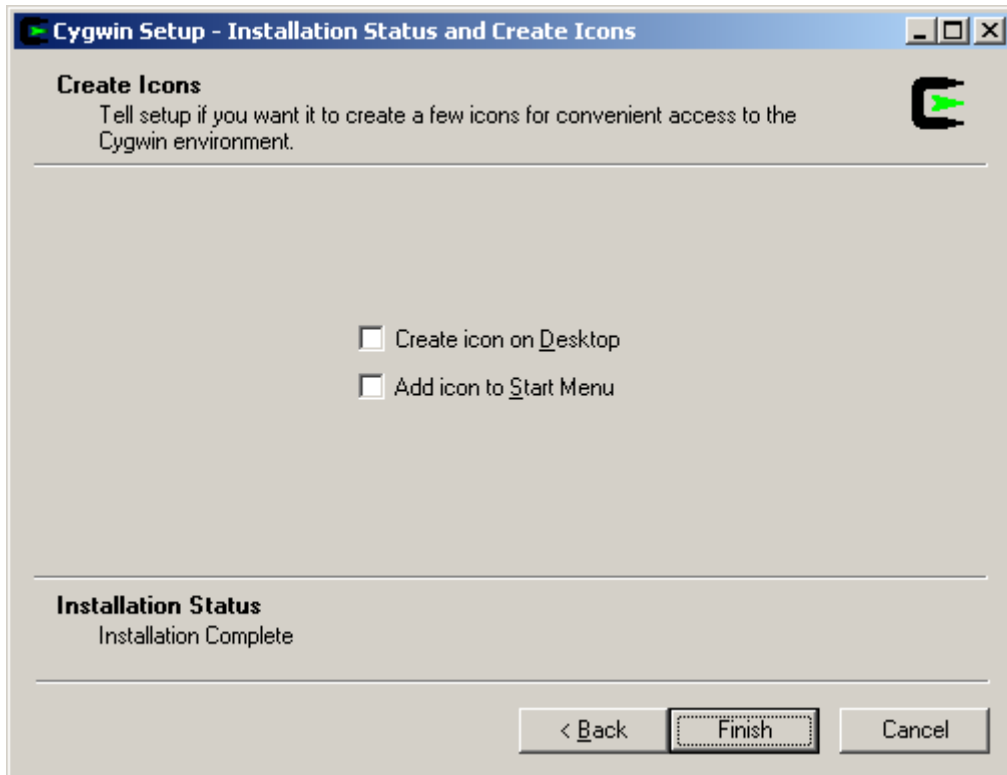 Cygwin Setup - Installation Status and Create Icons
Create Icons
Tell setup if you want it to create a few icons for convenient access to the
Cygwin environment.
Create icon on Desktop
Add icon to Start Menu
Installation Status
Installation Complete
< Back Finish Cancel